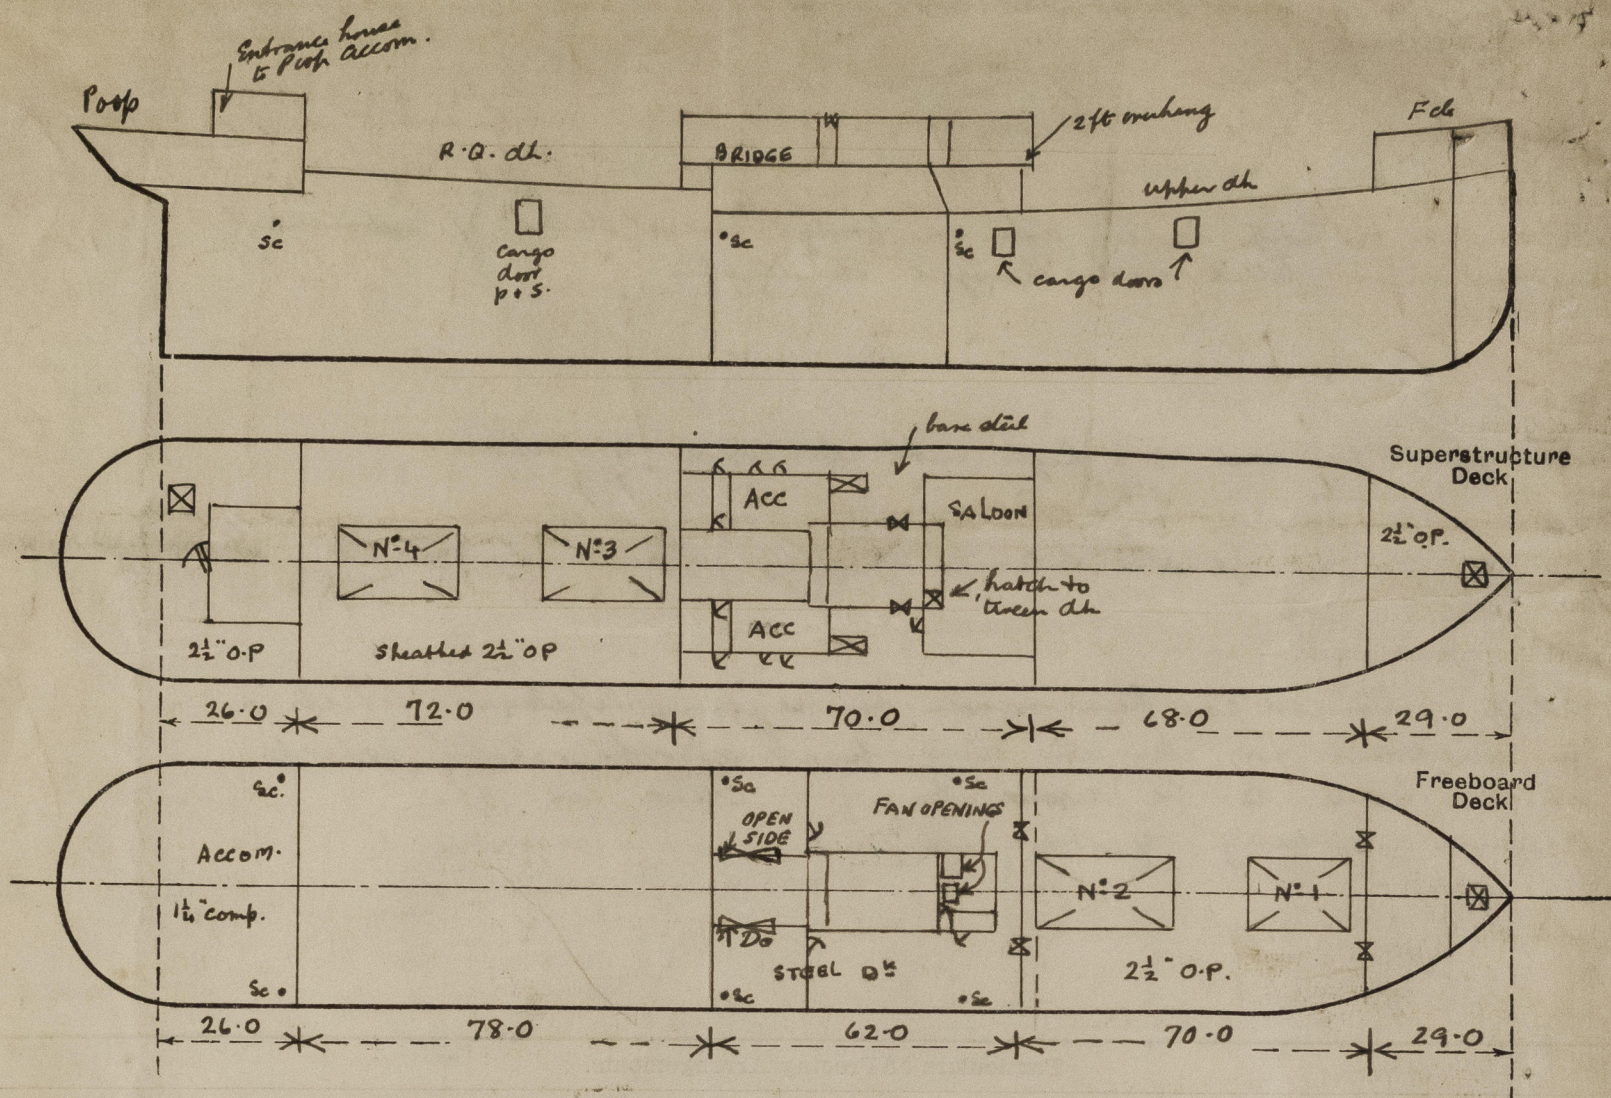 Entrance house
to Poop accom.
Poop
R.Q. dk.
BRIDGE
2ft overhang
Fcle
upper dk
sc
cargo
door
p + s.
sc
sc
cargo doors
bare steel
Superstructure
Deck
ACC
SALOON
No 4
No 3
2½" O.P.
hatch to
tween dk
ACC
2½" O.P
Sheathed 2½" OP
26.0
72.0
70.0
68.0
29.0
Sc.
Sc
Sc
Freeboard
Deck
FAN OPENINGS
OPEN
SIDE
Accom.
No 2
No 1
1¼" comp.
Do
STEEL Dk
2½" O.P.
Sc
Sc
Sc
26.0
78.0
62.0
70.0
29.0